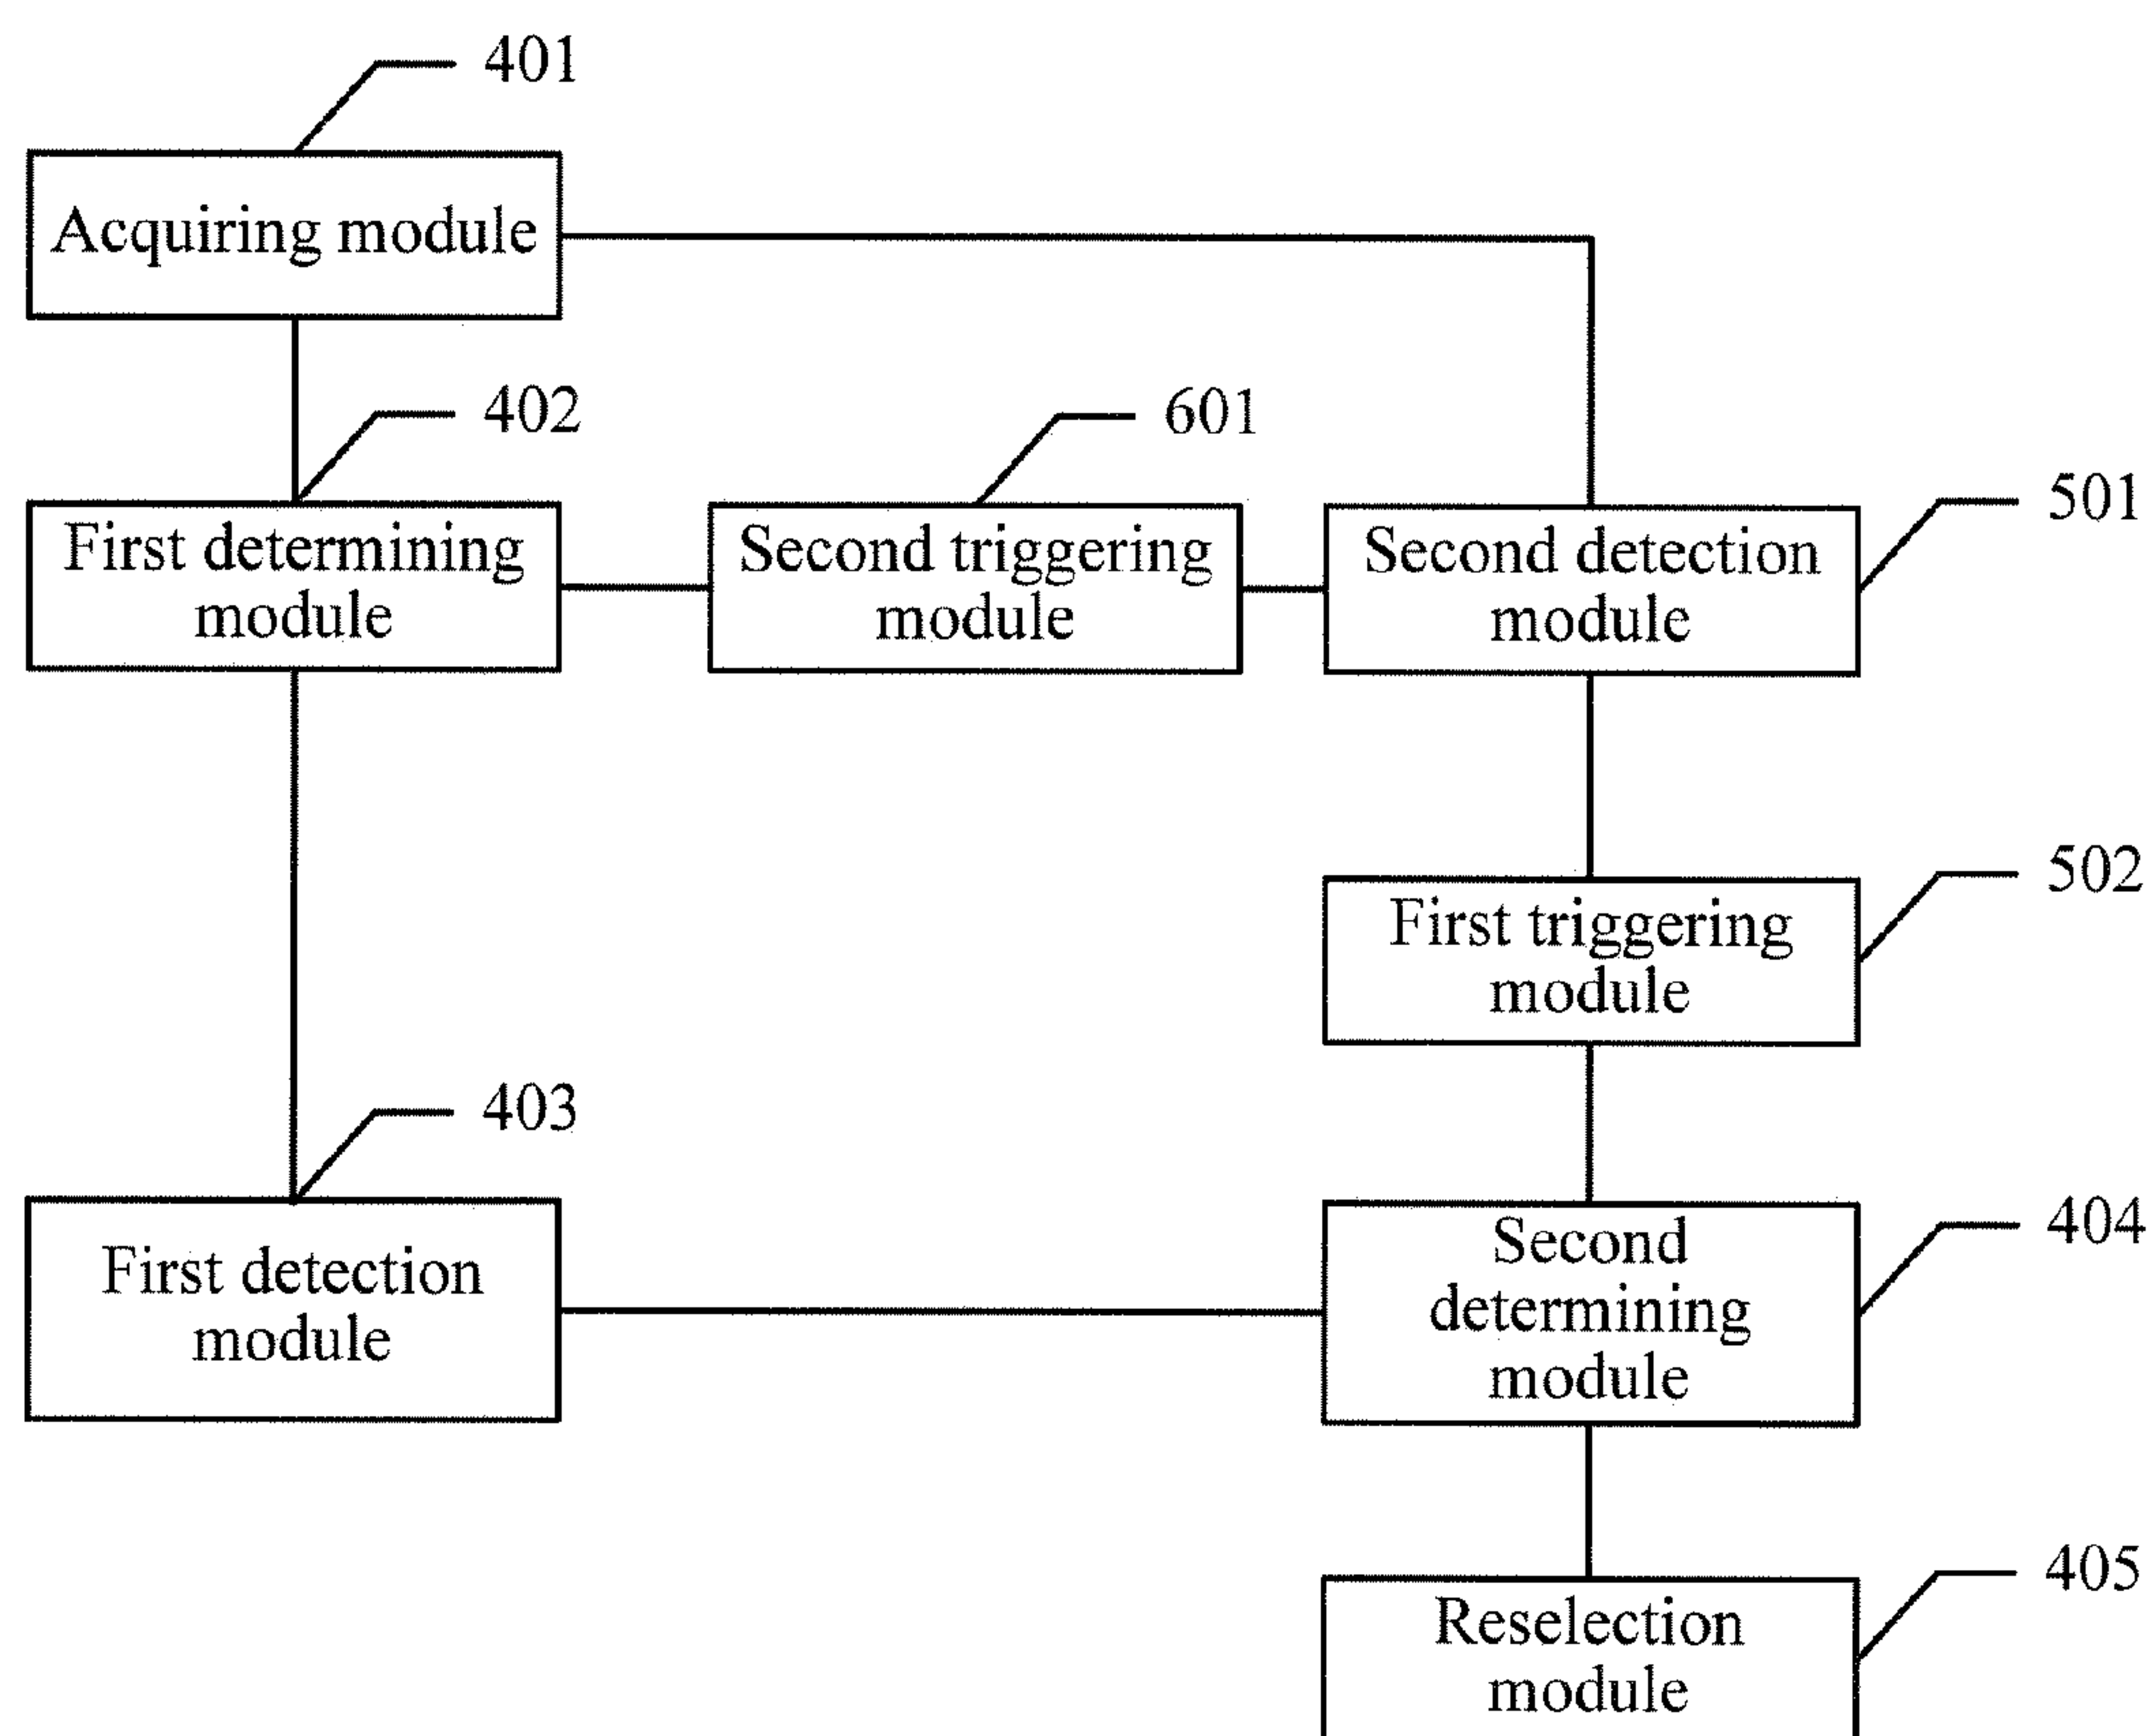 401
Acquiring module
402
601
First determining
module
Second triggering
module
Second detection
module
501
First triggering
module
502
403
First detection
module
Second
determining
module
404
Reselection
module
405